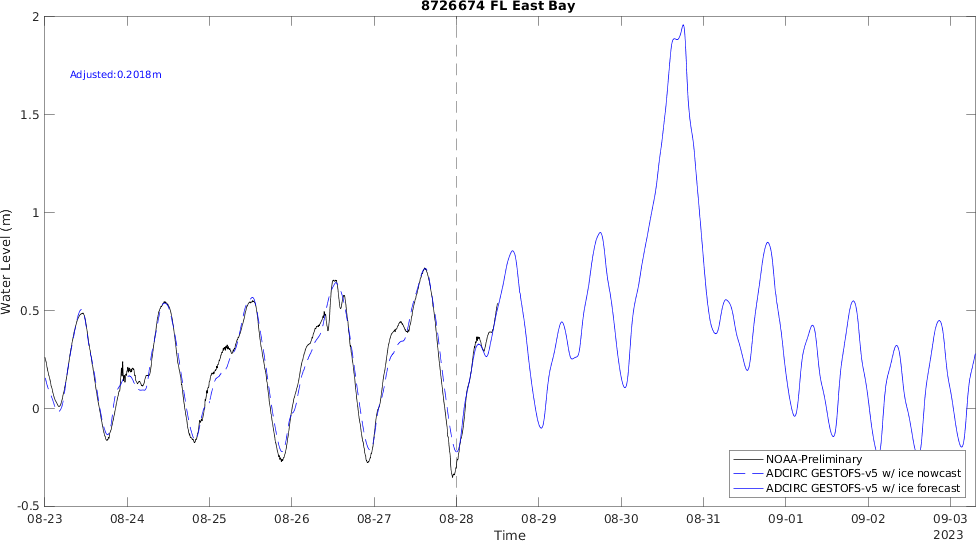 8726674 FL East Bay
Adjusted:0.2018m
Water Level (m)
2
1.5
1
0.5
0
-0.5
08-23 08-24 08-25 08-26 08-27 08-28 08-29 08-30 08-31 09-01 09-02 09-03
Time
2023
NOAA-Preliminary
ADCIRC GESTOFS-v5 w/ ice nowcast
ADCIRC GESTOFS-v5 w/ ice forecast